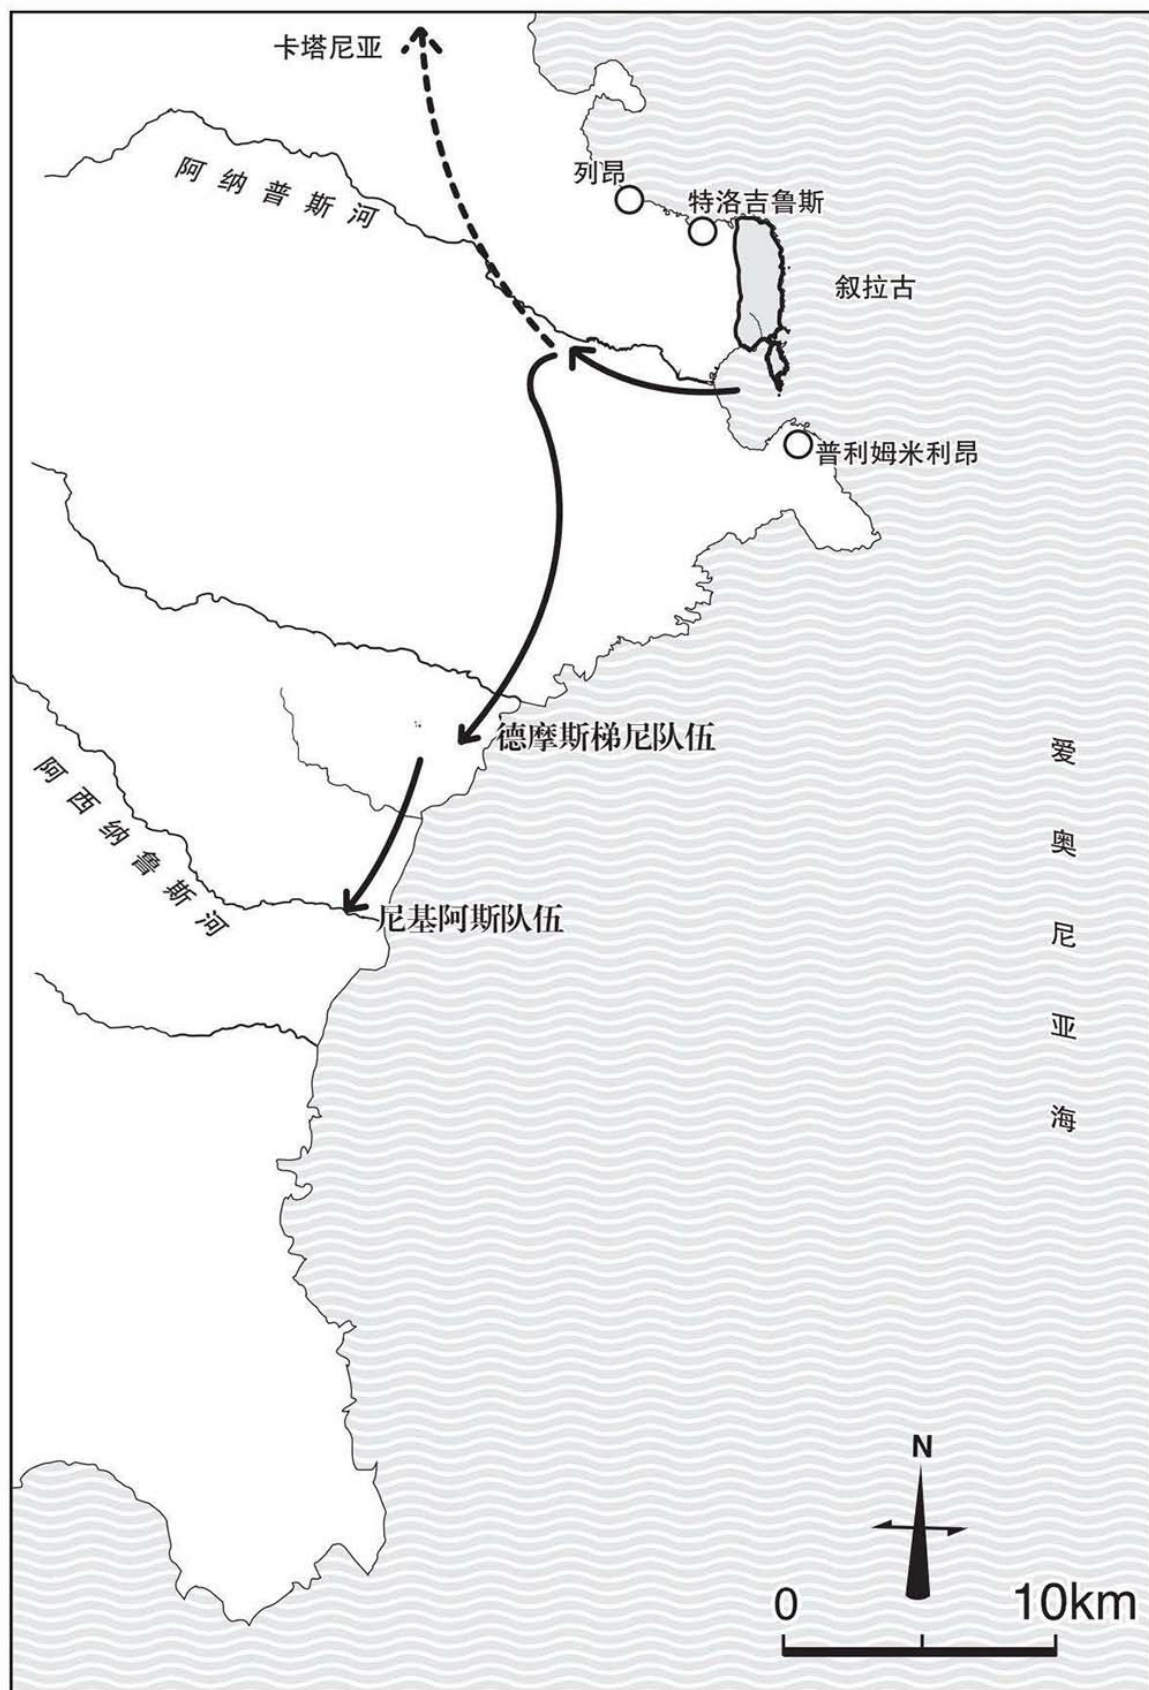 卡塔尼亚
阿纳普斯河
列昂
特洛吉鲁斯
叙拉古
普利姆米利昂
德摩斯梯尼队伍
阿西纳鲁斯河
尼基阿斯队伍
爱奥尼亚海
N
0 10km